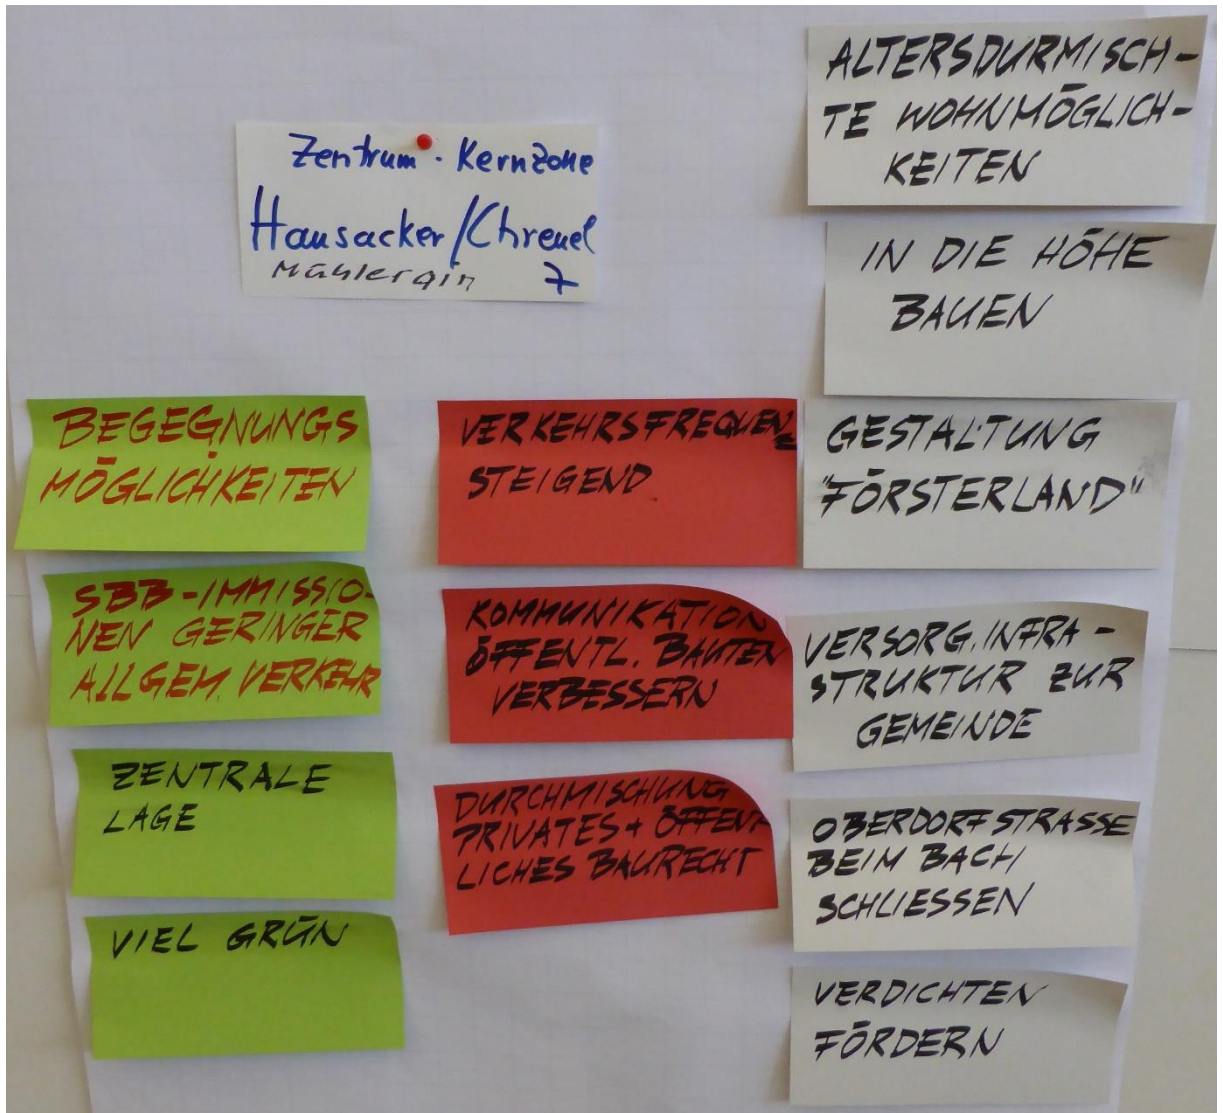 Zentrum · Kernzone
Hausacker/Chreuel
7
BEGEGNUNGS
MÖGLICHKEITEN
SBB-IMMISSIO-
NEN GERINGER
ALLGEM. VERKEHR
ZENTRALE
LAGE
VIEL GRÜN
VERKEHRSFREQUENZ
STEIGEND
KOMMUNIKATION
ÖFFENTL. BAUTEN
VERBESSERN
DURCHMISCHUNG
PRIVATES + ÖFFENT-
LICHES BAURECHT
ALTERSDURMISCH-
TE WOHNMÖGLICH-
KEITEN
IN DIE HÖHE
BAUEN
GESTALTUNG
"FÖRSTERLAND"
VERSORG. INFRA-
STRUKTUR ZUR
GEMEINDE
OBERDORFSTRASSE
BEIM BACH
SCHLIESSEN
VERDICHTEN
FÖRDERN